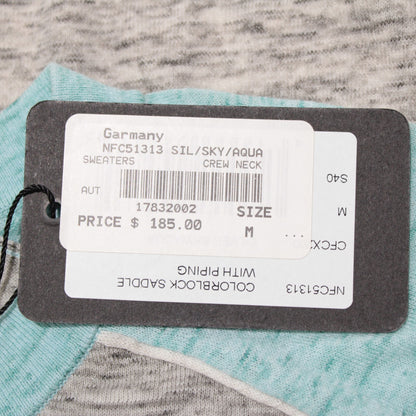 Garmany
NFC51313 SIL/SKY/AQUA
SWEATERS CREW NECK
AUT
17832002 SIZE
PRICE $ 185.00 M ...
S40
M
NFC51313
COLORBLOCK SADDLE
WITH PIPING